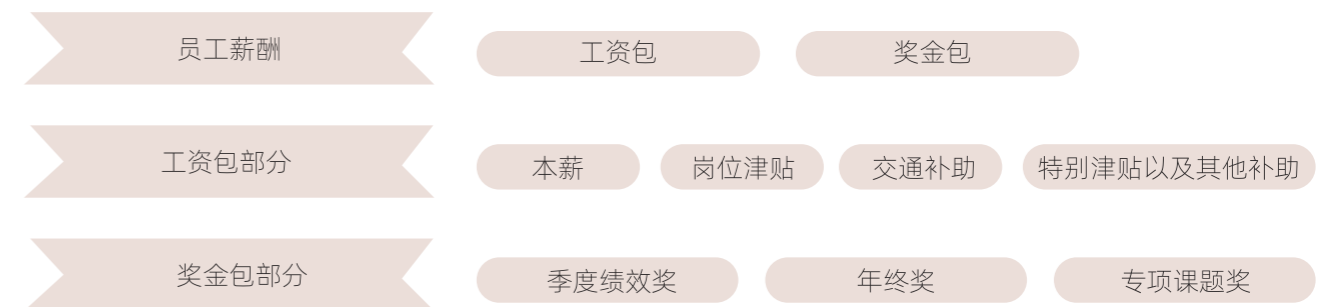 员工薪酬 工资包 奖金包
工资包部分 本薪 岗位津贴 交通补助 特别津贴以及其他补助
奖金包部分 季度绩效奖 年终奖 专项课题奖